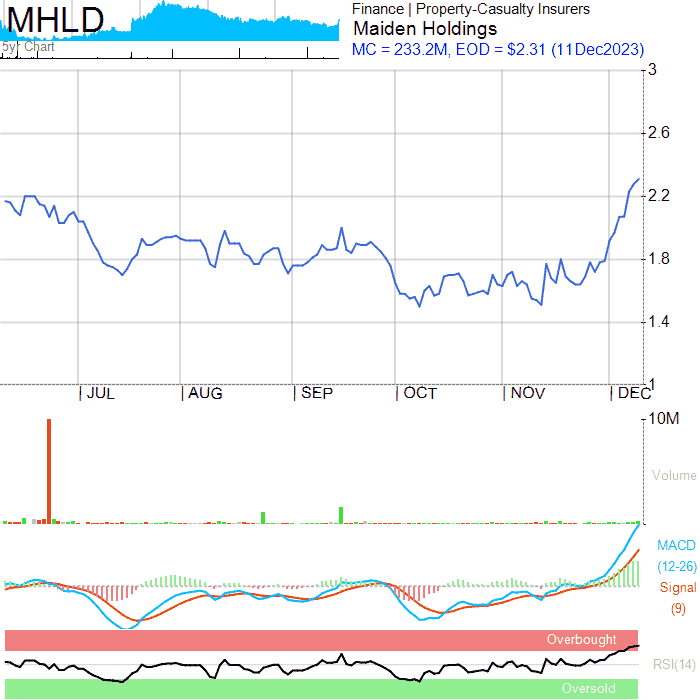 MHLD
5yr Chart
Finance | Property-Casualty Insurers
Maiden Holdings
MC = 233.2M, EOD = $2.31 (11Dec2023)
3
2.6
2.2
1.8
1.4
1
JUL AUG SEP OCT NOV DEC
10M
Volume
MACD
(12-26)
Signal
(9)
Overbought
RSI(14)
Oversold